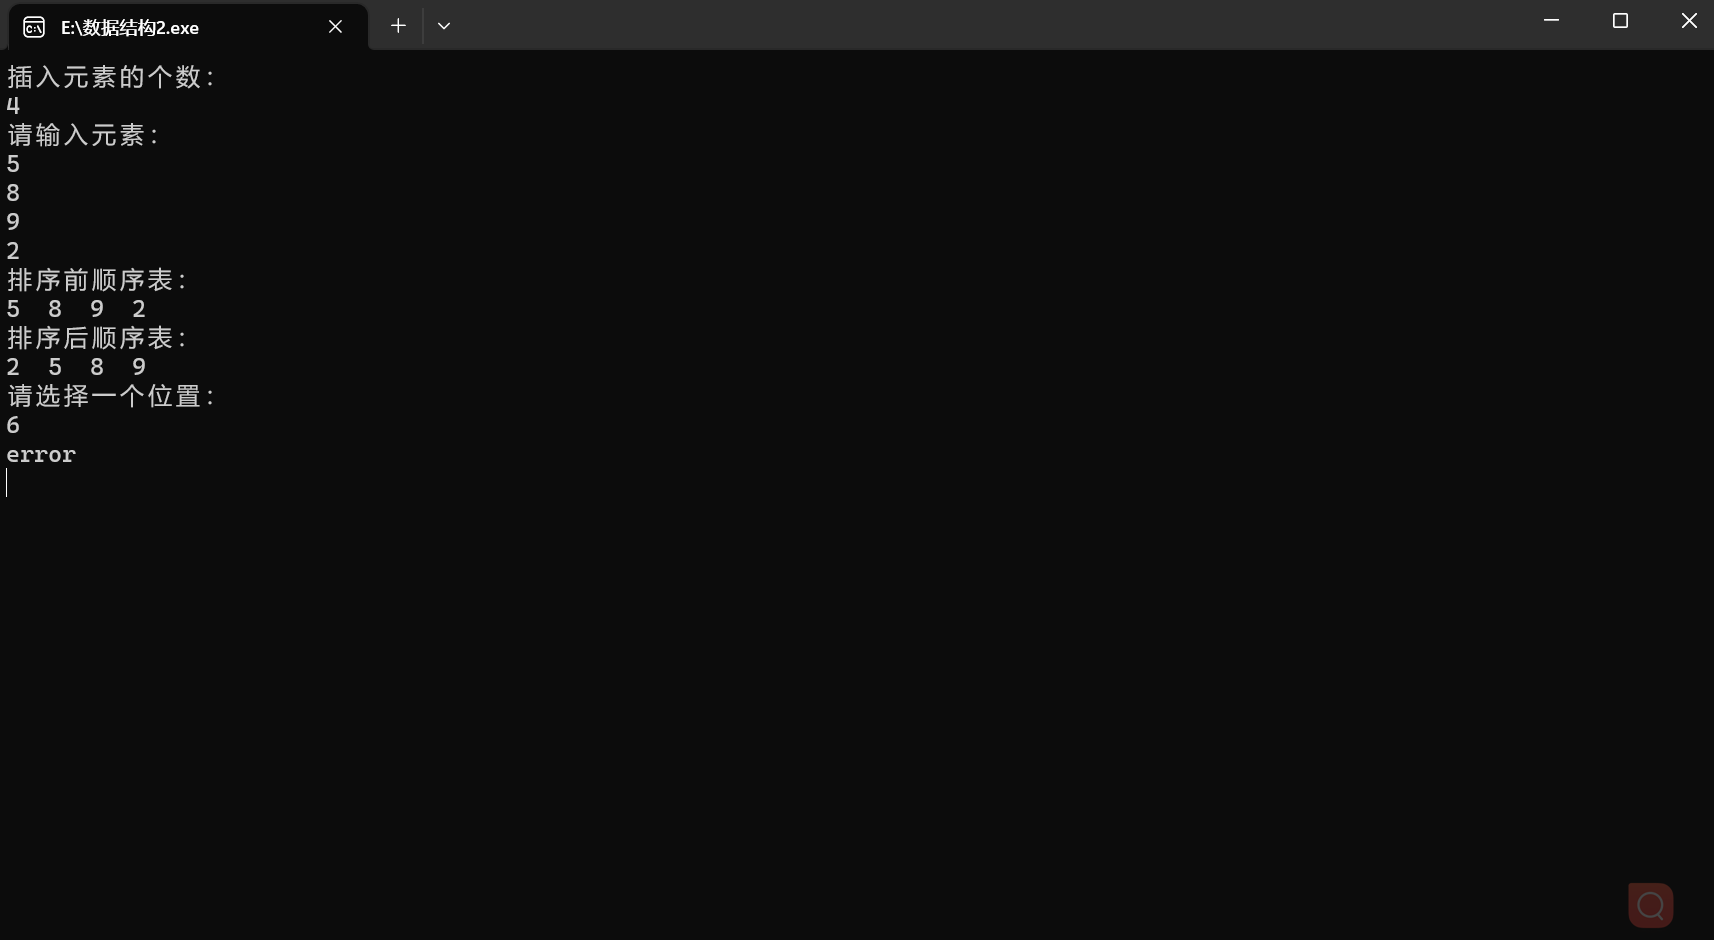 E:\数据结构2.exe
插入元素的个数：
4
请输入元素：
5
8
9
2
排序前顺序表：
5  8  9  2
排序后顺序表：
2  5  8  9
请选择一个位置：
6
error